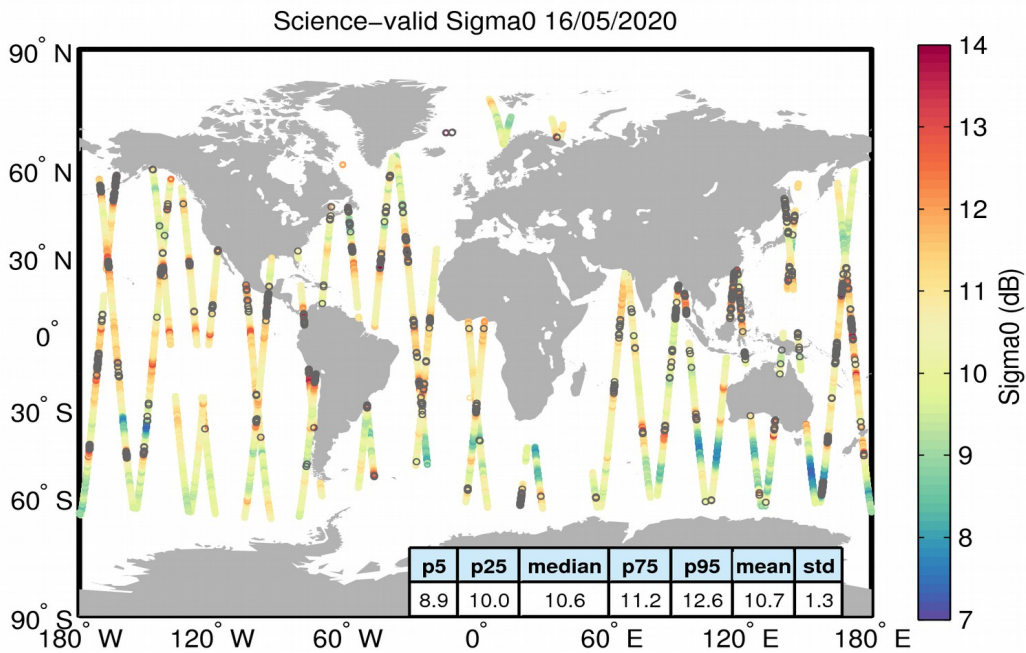 Science−valid Sigma0 16/05/2020
90° N
60° N
30° N
0°
30° S
60° S
90° S
180° W
120° W
60° W
0°
60° E
120° E
180° E
p5 p25 median p75 p95 mean std
8.9 10.0 10.6 11.2 12.6 10.7 1.3
14
13
12
11
10
9
8
7
Sigma0 (dB)